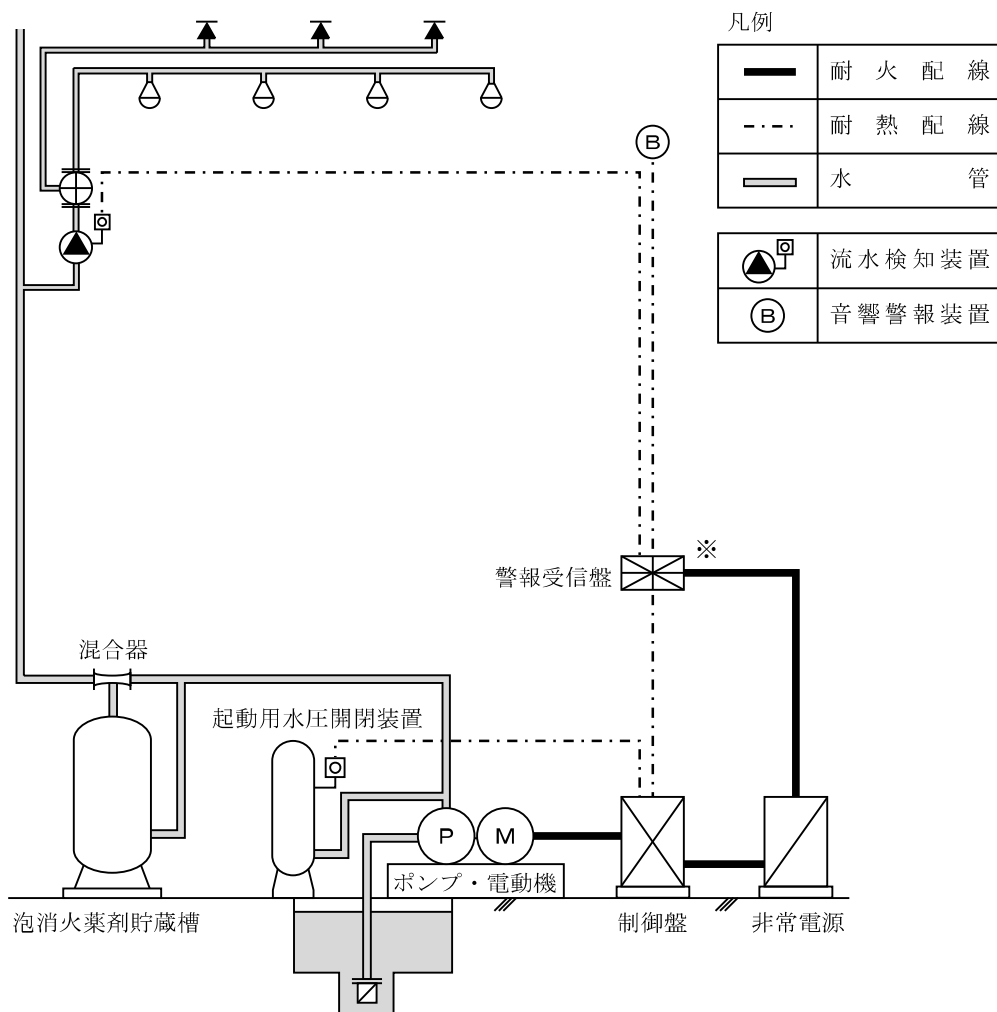 凡例
耐火配線
耐熱配線
水管
流水検知装置
B 音響警報装置
B
警報受信盤 ※
混合器
起動用水圧開閉装置
P M
ポンプ・電動機
泡消火薬剤貯蔵槽
制御盤
非常電源